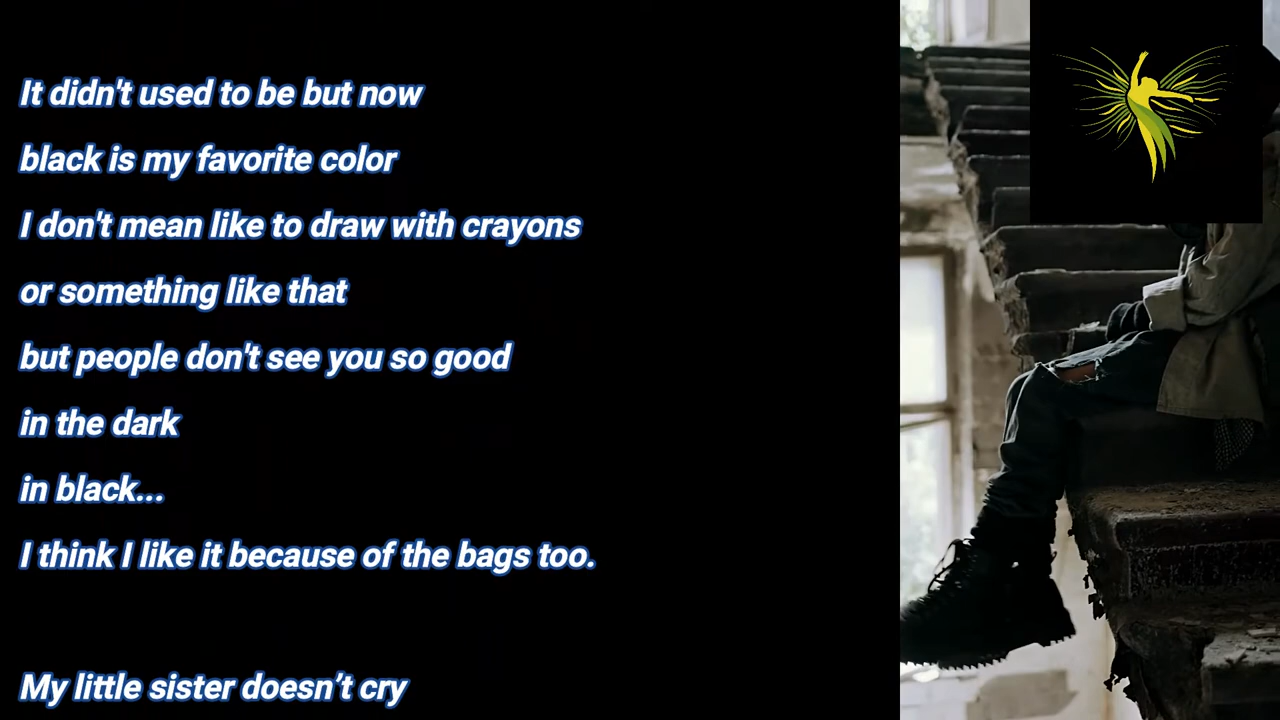 It didn't used to be but now
black is my favorite color
I don't mean like to draw with crayons
or something like that
but people don't see you so good
in the dark
in black...
I think I like it because of the bags too.
My little sister doesn’t cry